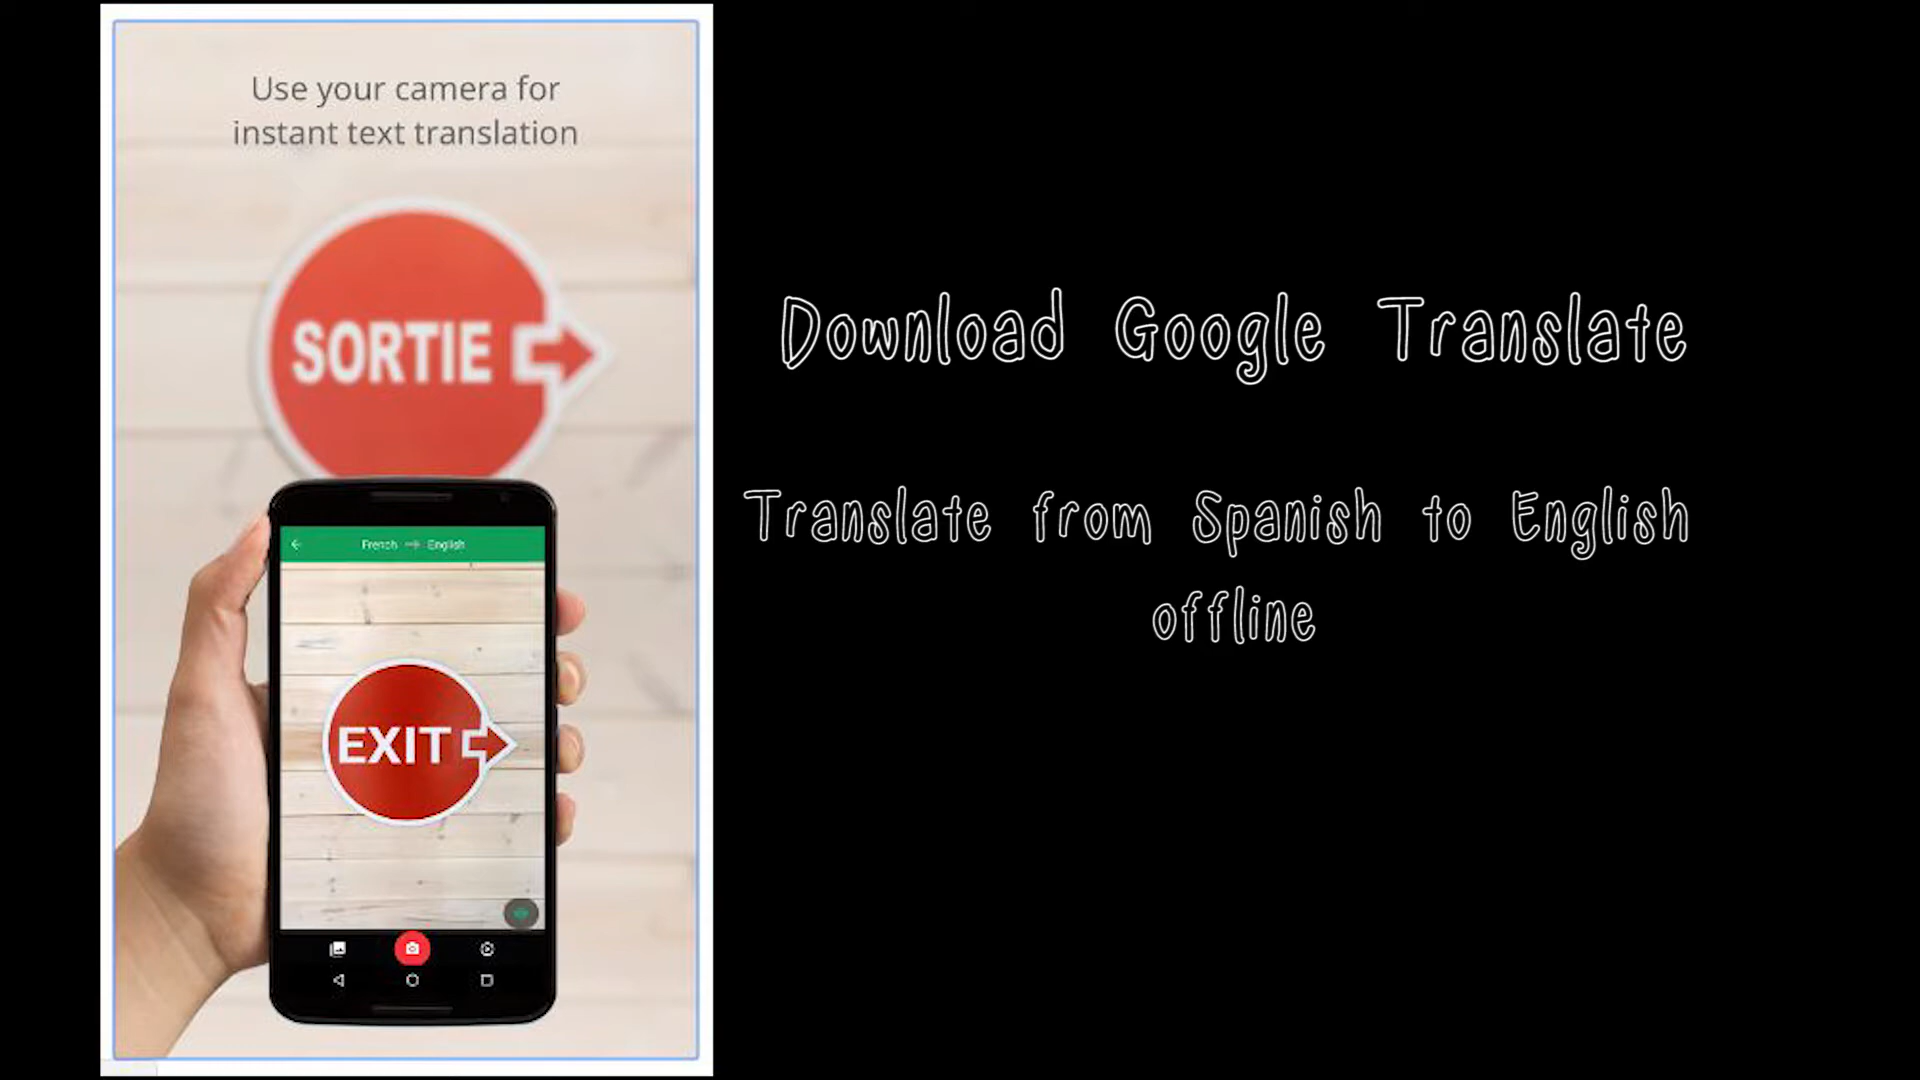 Use your camera for
instant text translation
SORTIE
French → English
EXIT
Download Google Translate
Translate from Spanish to English
offline